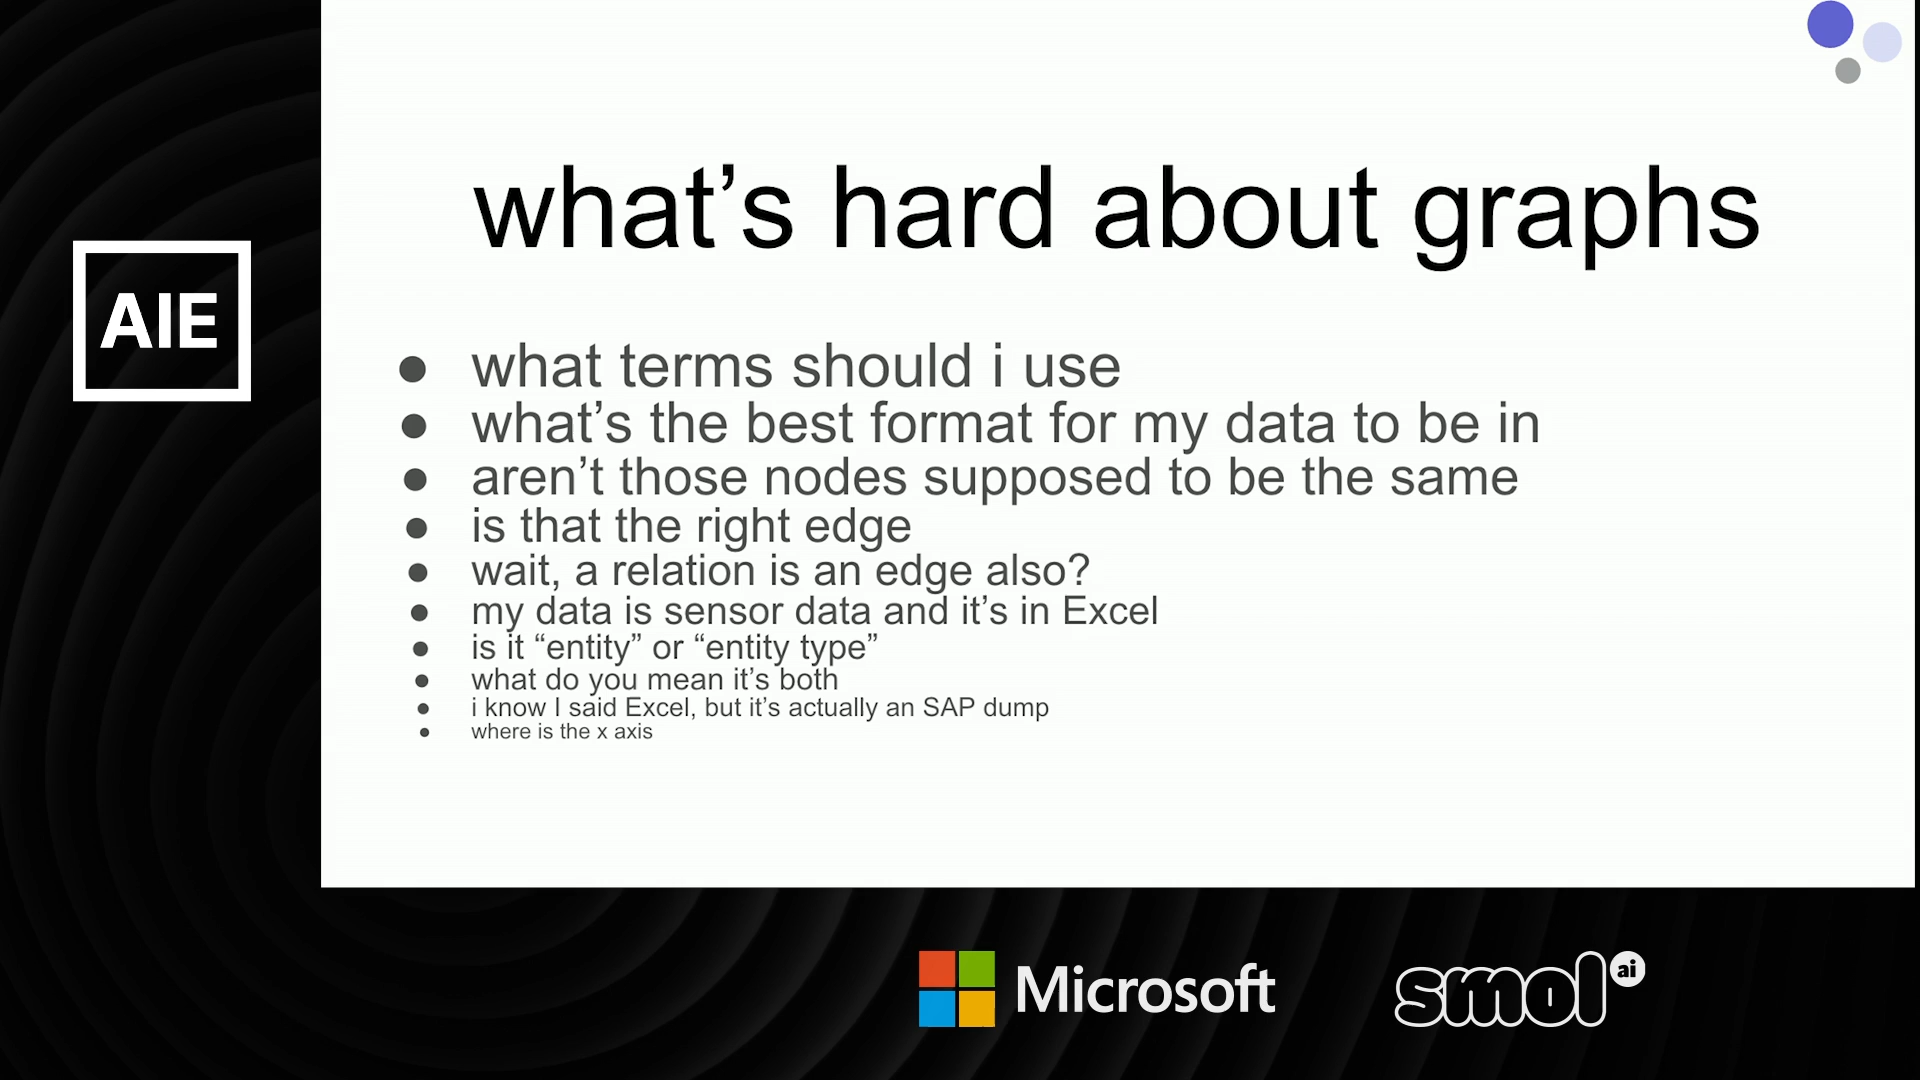 what’s hard about graphs
AIE
what terms should i use
what’s the best format for my data to be in
aren’t those nodes supposed to be the same
is that the right edge
wait, a relation is an edge also?
my data is sensor data and it’s in Excel
is it “entity” or “entity type”
what do you mean it’s both
i know I said Excel, but it’s actually an SAP dump
where is the x axis
Microsoft
smol ai